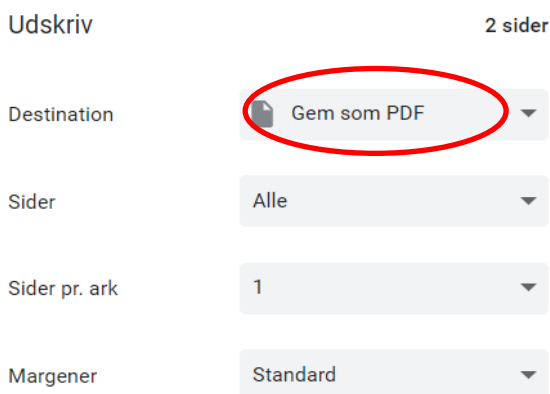 Udskriv 2 sider
Destination Gem som PDF
Sider Alle
Sider pr. ark 1
Margener Standard